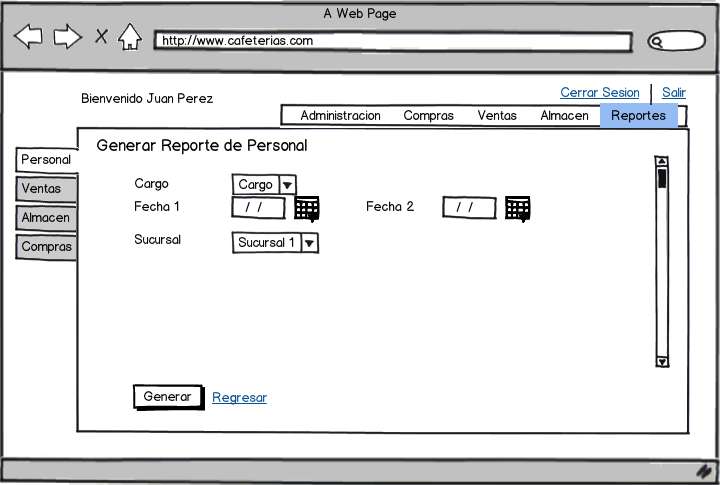 A Web Page
http://www.cafeterias.com
Cerrar Sesion Salir
Bienvenido Juan Perez
Administracion Compras Ventas Almacen Reportes
Generar Reporte de Personal
Personal
Ventas
Almacen
Compras
Cargo Cargo
Fecha 1 / / Fecha 2 / /
Sucursal Sucursal 1
Generar Regresar